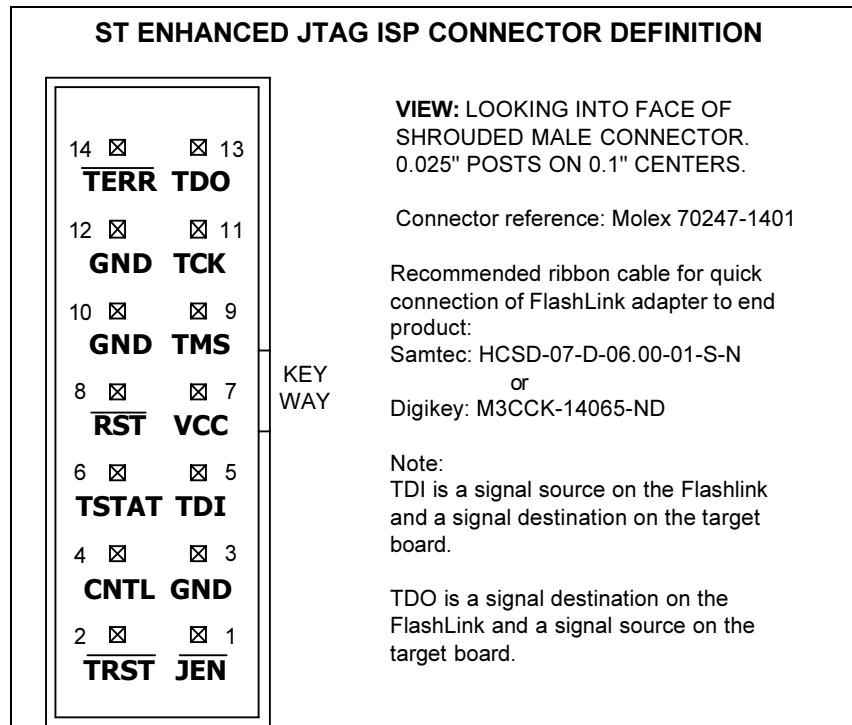 ST ENHANCED JTAG ISP CONNECTOR DEFINITION
14 13
TERR TDO
12 11
GND TCK
10 9
GND TMS
8 7
RST VCC
6 5
TSTAT TDI
4 3
CNTL GND
2 1
TRST JEN
KEY
WAY
VIEW: LOOKING INTO FACE OF
SHROUDED MALE CONNECTOR.
0.025" POSTS ON 0.1" CENTERS.
Connector reference: Molex 70247-1401
Recommended ribbon cable for quick
connection of FlashLink adapter to end
product:
Samtec: HCSD-07-D-06.00-01-S-N
or
Digikey: M3CCK-14065-ND
Note:
TDI is a signal source on the Flashlink
and a signal destination on the target
board.
TDO is a signal destination on the
FlashLink and a signal source on the
target board.